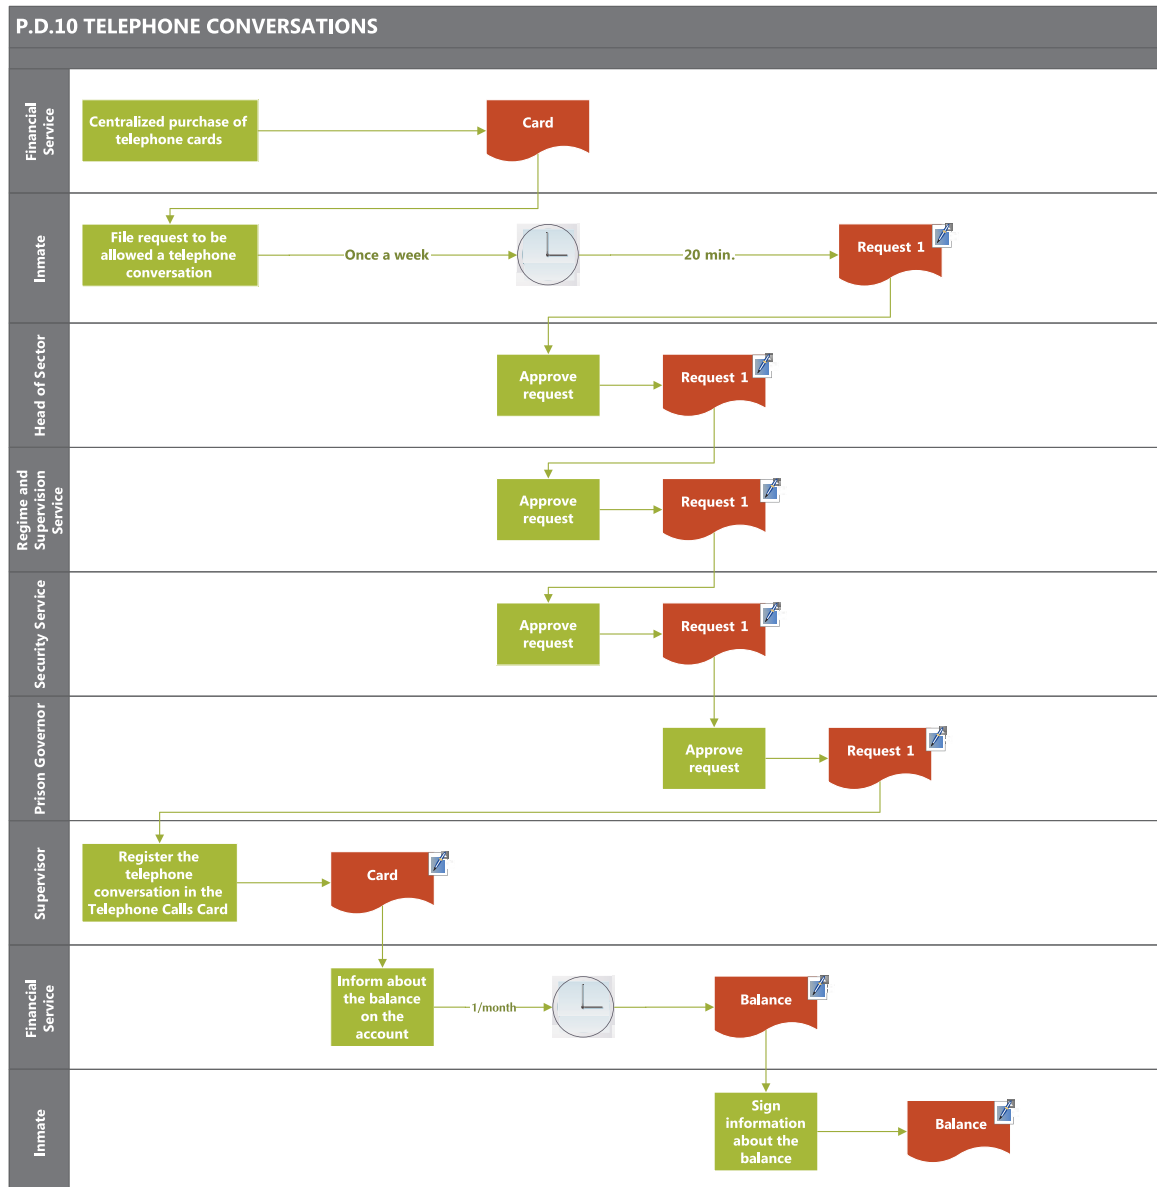 P.D.10 TELEPHONE CONVERSATIONS
Financial
Service
Centralized purchase of
telephone cards
Card
Inmate
File request to be
allowed a telephone
conversation
Once a week
20 min.
Request 1
Head of Sector
Approve
request
Request 1
Regime and
Supervision
Service
Approve
request
Request 1
Security Service
Approve
request
Request 1
Prison Governor
Approve
request
Request 1
Supervisor
Register the
telephone
conversation in the
Telephone Calls Card
Card
Financial
Service
Inform about
the balance
on the
account
1/month
Balance
Inmate
Sign
information
about the
balance
Balance